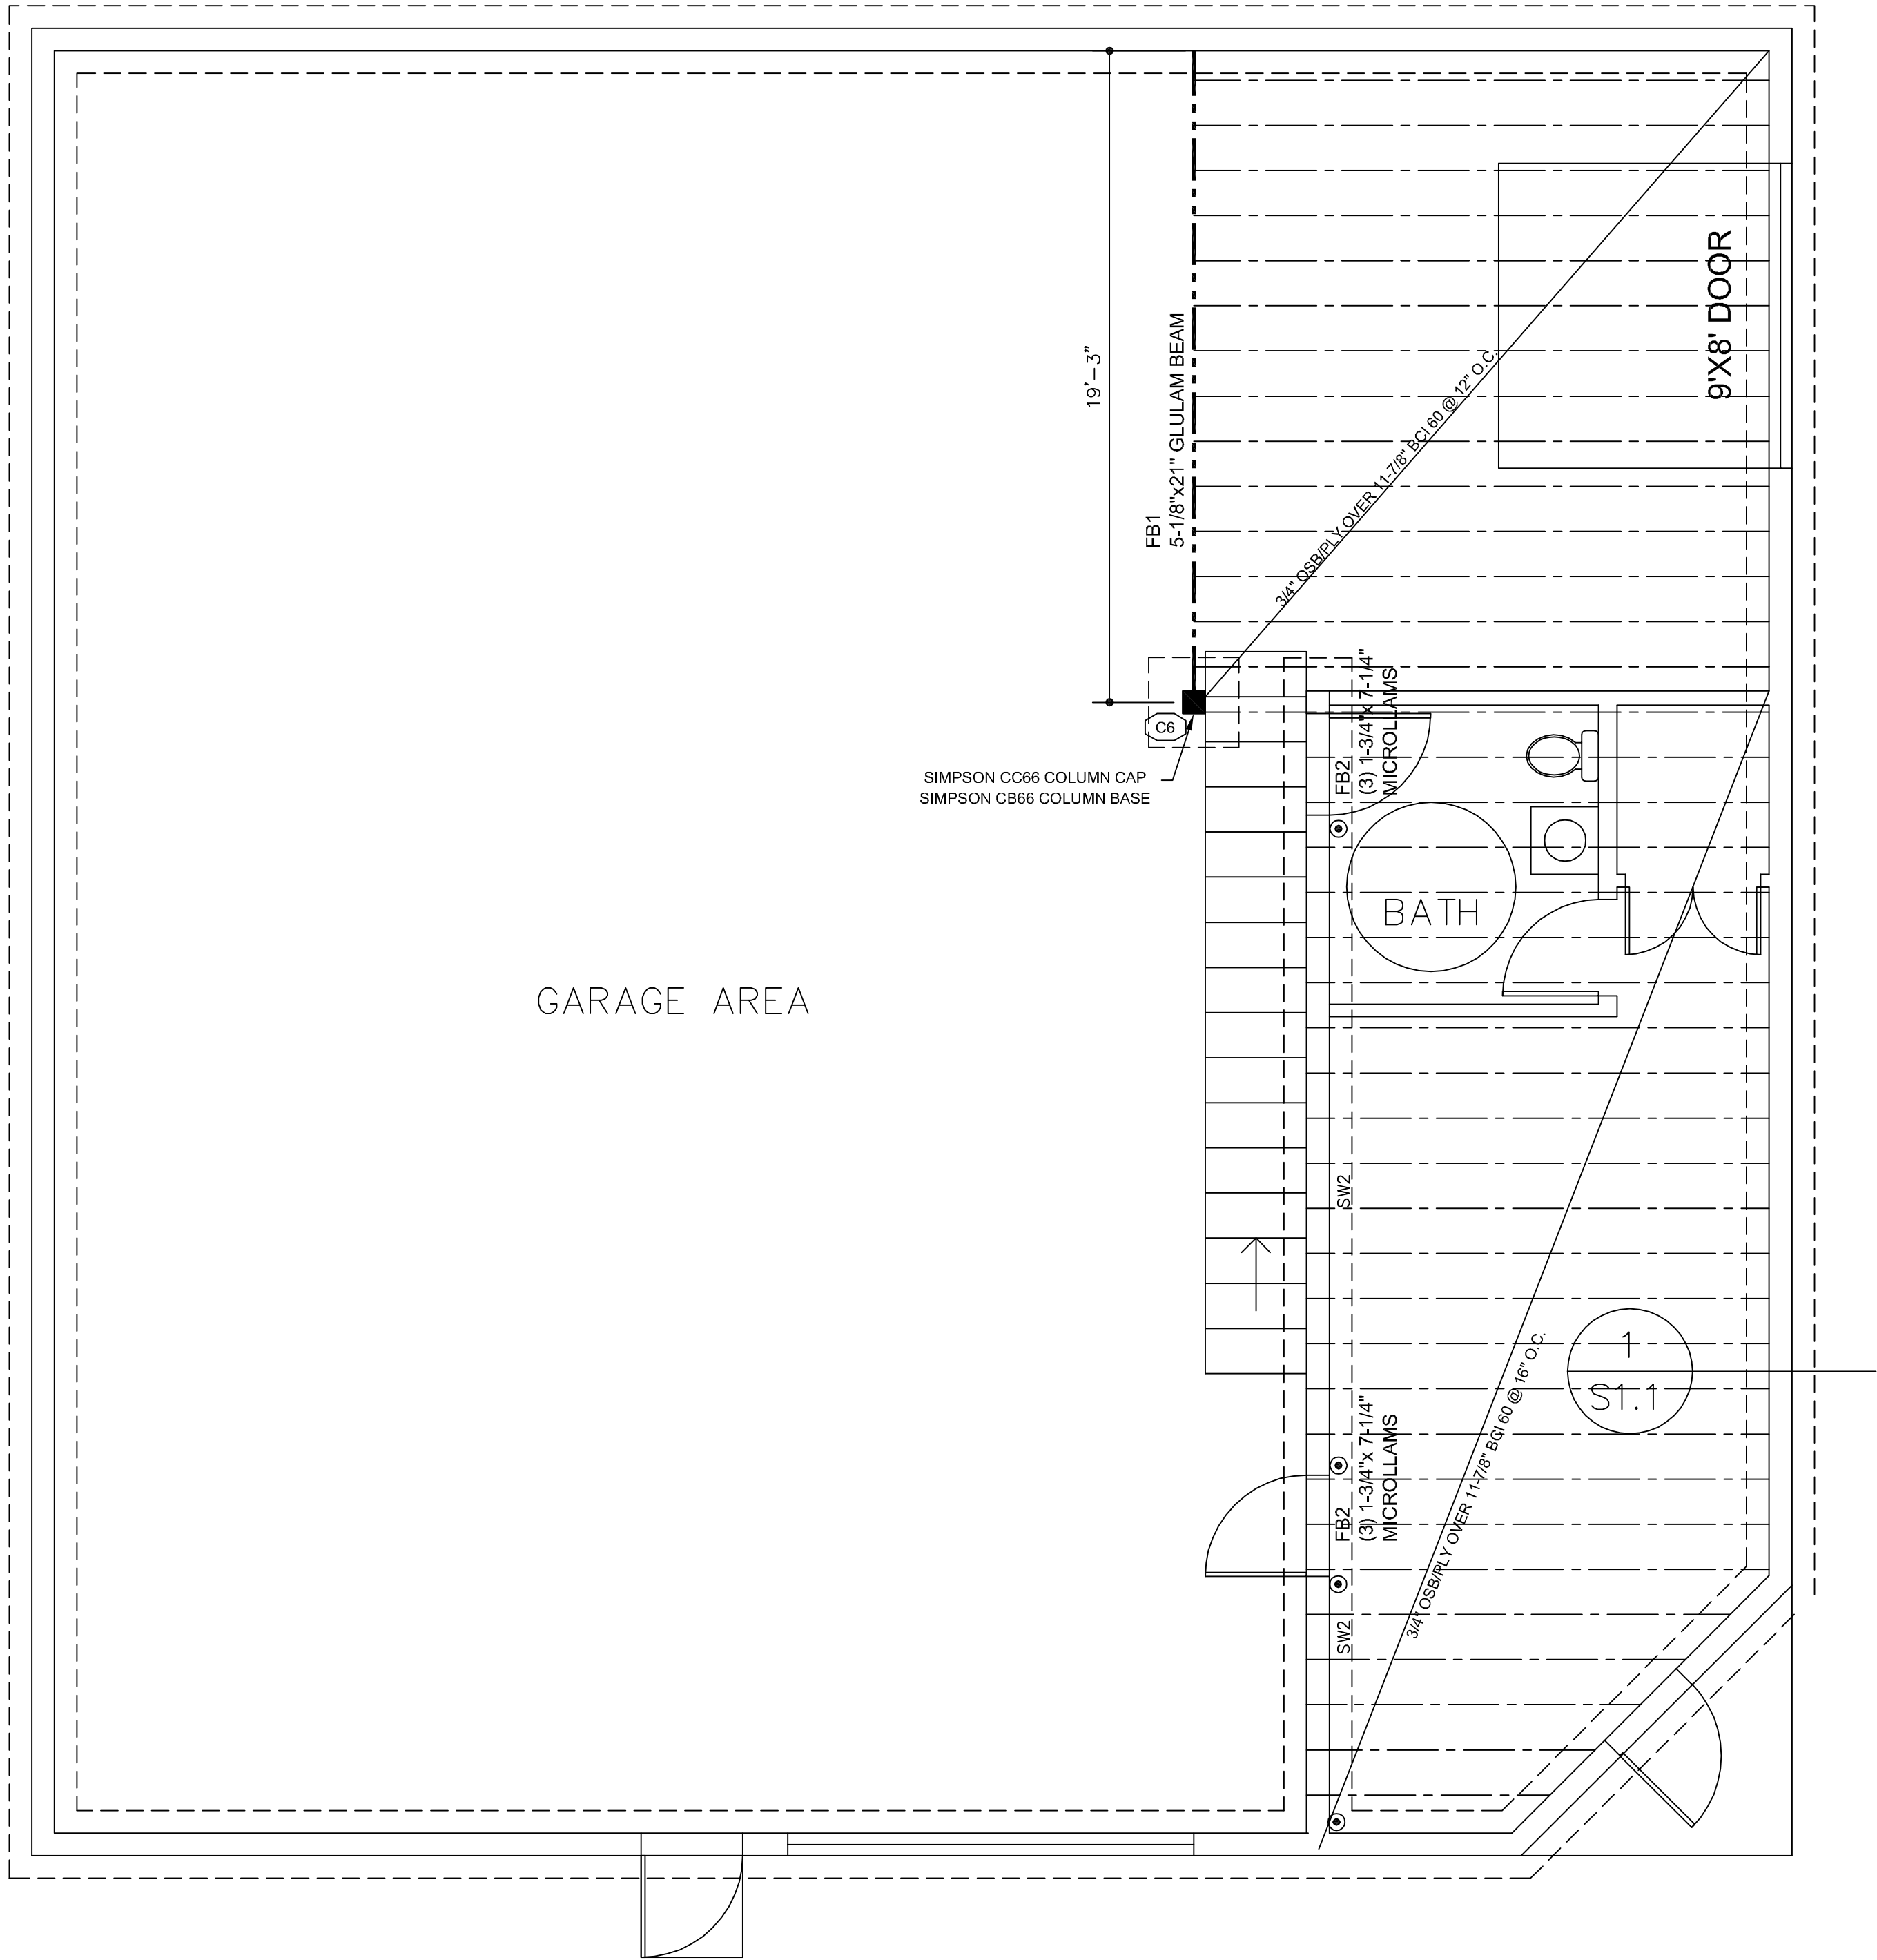 19'-3"
FB1
5-1/8"x21" GLULAM BEAM
9'X8' DOOR
3/4" OSB/PLY OVER 11-7/8" BCI 60 @ 12" O.C.
C6
SIMPSON CC66 COLUMN CAP
SIMPSON CB66 COLUMN BASE
FB2
(3) 1-3/4"x 7-1/4"
MICROLLAMS
BATH
GARAGE AREA
SW2
1
S1.1
3/4" OSB/PLY OVER 11-7/8" BCI 60 @ 16" O.C.
FB2
(3) 1-3/4"x 7-1/4"
MICROLLAMS
SW2